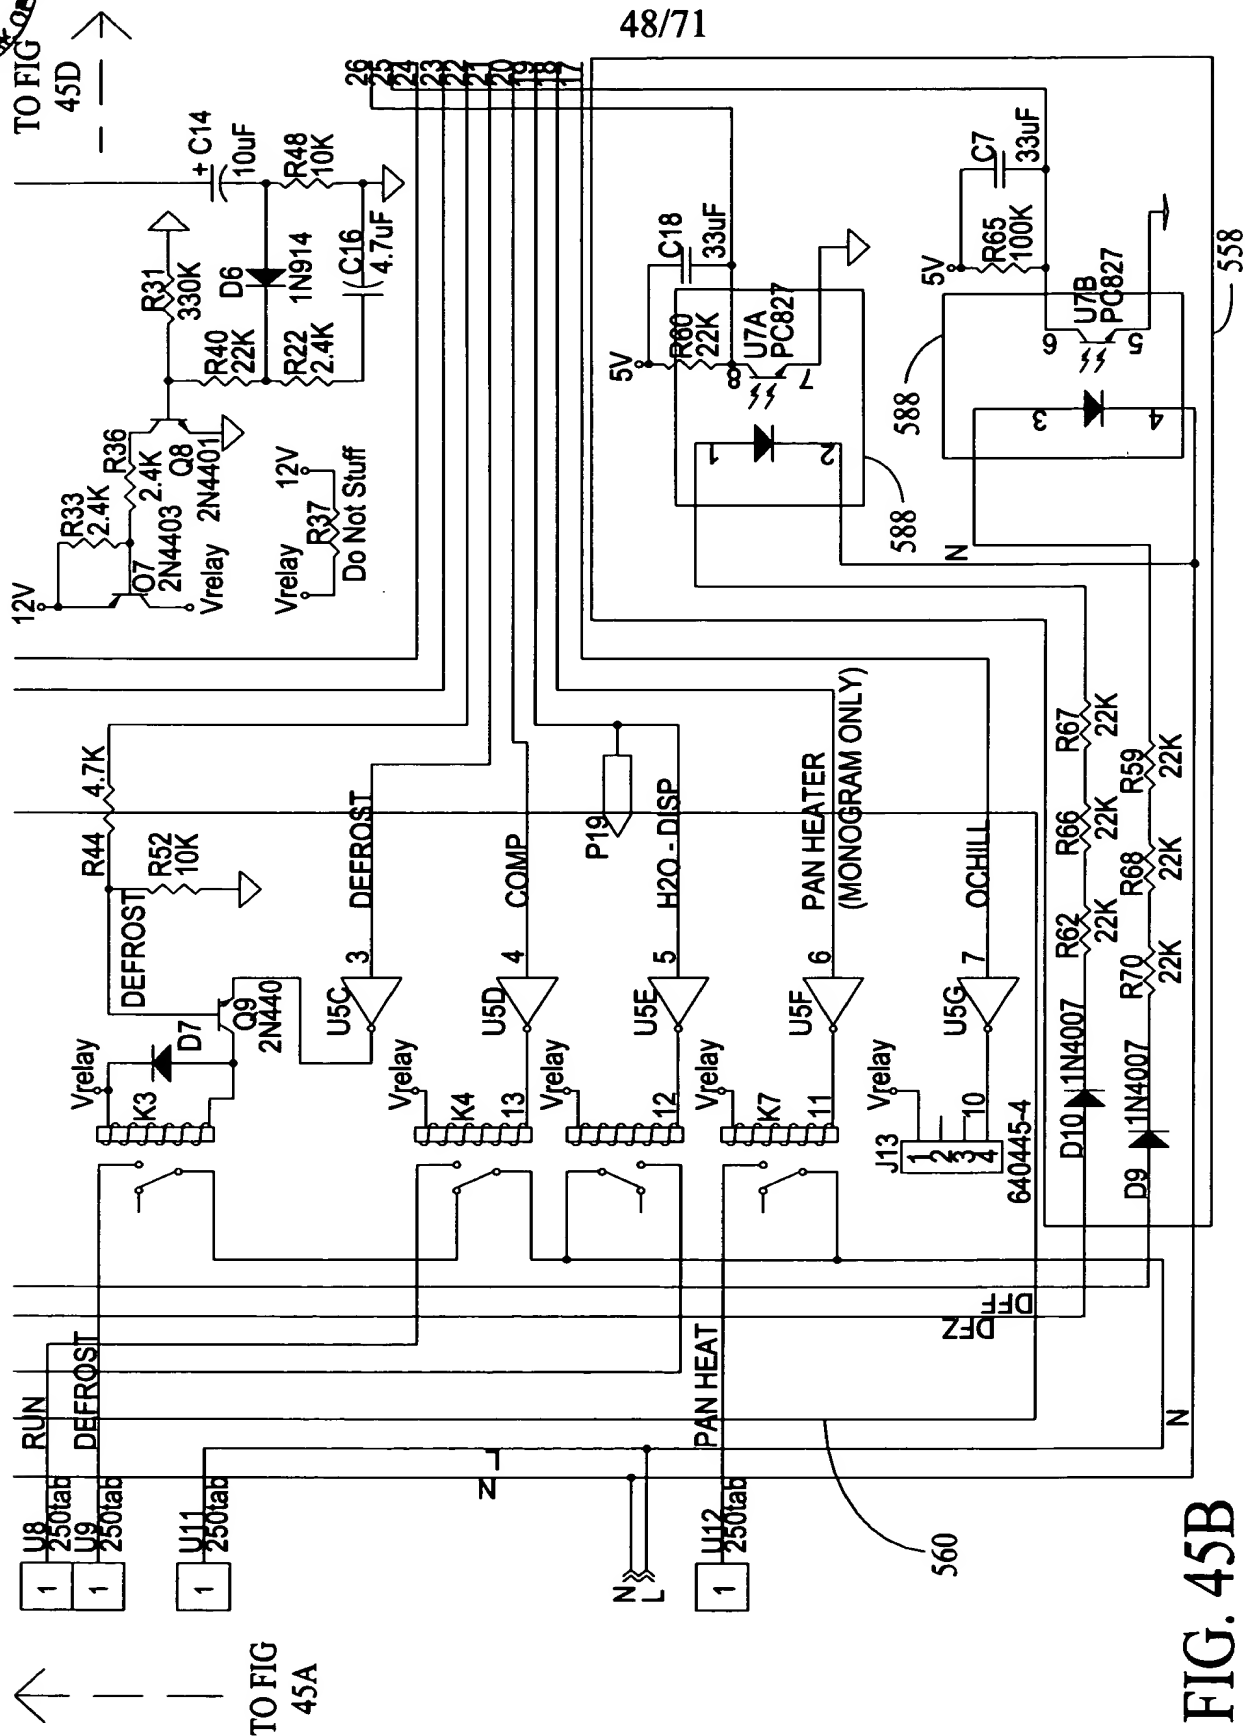 48/71
TO FIG
45D
26
25
24
23
22
21
20
19
18
17
+ C14
10uF
R48
10K
R31
330K
D6
1N914
C16
4.7uF
R40
22K
R22
2.4K
R36
2.4K
Q8
2N4401
R33
2.4K
12V
Q7
2N4403
Vrelay
12V
R37
Vrelay
Do Not Stuff
C18
33uF
5V
R60
22K
U7A
PC827
8
7
1
2
588
C7
33uF
5V
R65
100K
U7B
PC827
6
5
3
4
588
558
N
R44
4.7K
R52
10K
DEFROST
Q9
2N440
D7
Vrelay
K3
DEFROST
3
U5C
COMP
4
U5D
Vrelay
K4
13
P19
H2O - DISP
5
U5E
Vrelay
12
PAN HEATER
(MONOGRAM ONLY)
6
U5F
Vrelay
K7
11
OCHILL
7
U5G
Vrelay
10
J13
1
2
3
4
640445-4
R67
22K
R66
22K
R62
22K
D10
1N4007
R59
22K
R68
22K
R70
22K
D9
1N4007
DFF
DFZ
RUN
DEFROST
PAN HEAT
L
N
N
U8
250tab
1
U9
250tab
1
U11
250tab
1
N
L
U12
250tab
1
560
TO FIG
45A
FIG. 45B